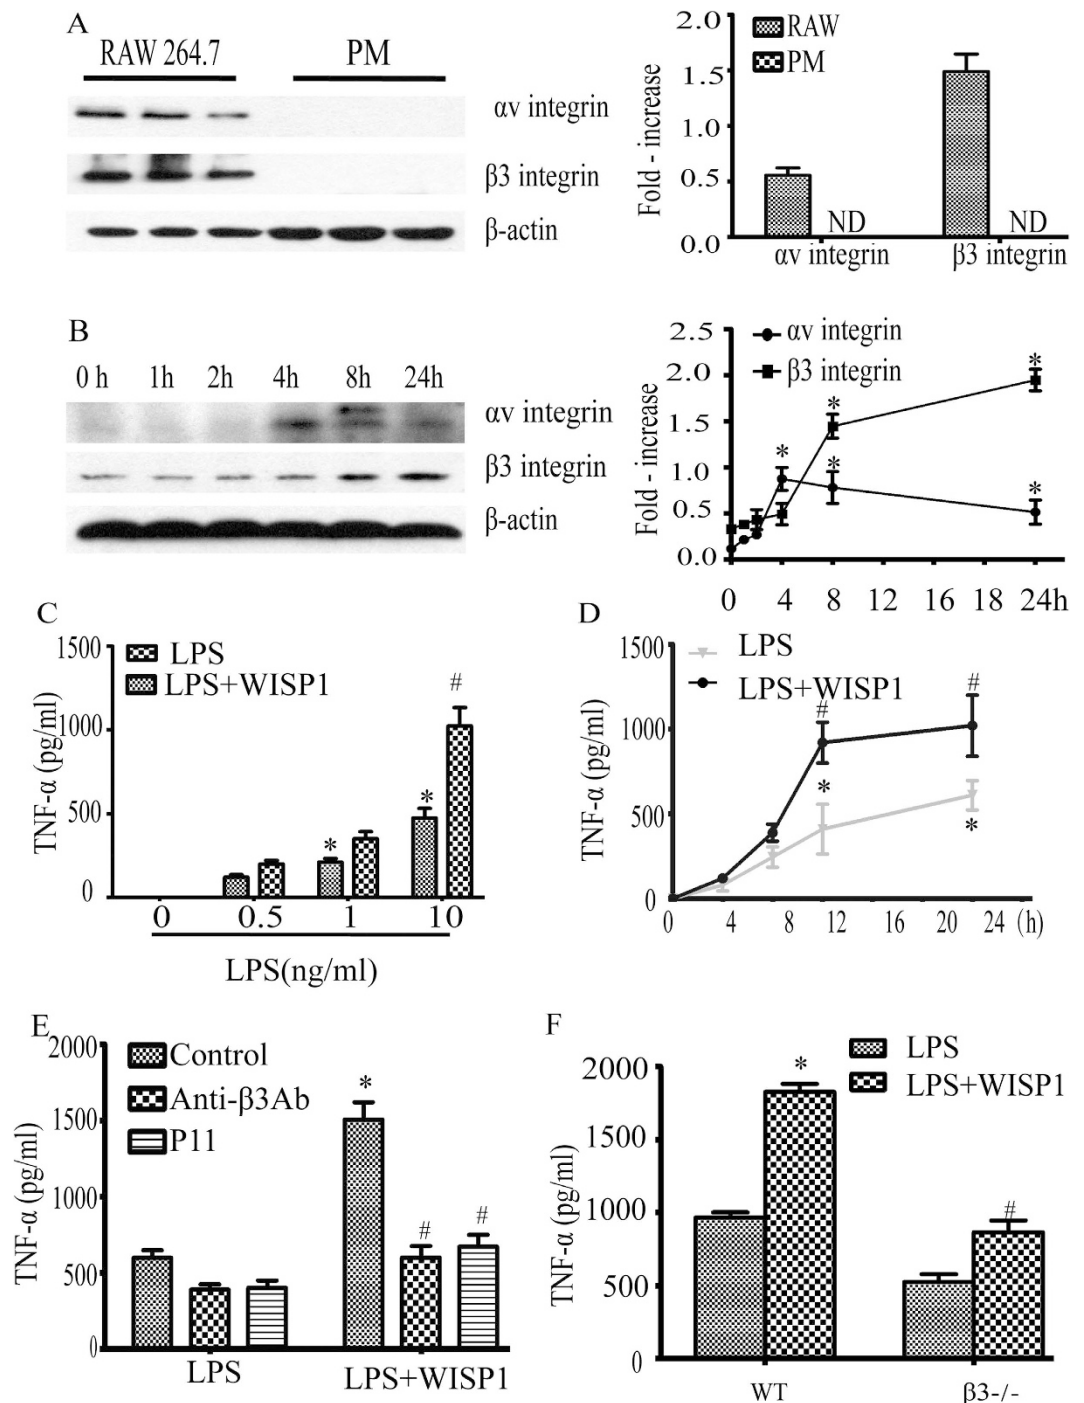 A
RAW 264.7 PM
αv integrin
β3 integrin
β-actin
2.0
1.5
1.0
0.5
0.0
Fold - increase
RAW
PM
ND
ND
αv integrin β3 integrin
B
0 h 1h 2h 4h 8h 24h
αv integrin
β3 integrin
β-actin
2.5
2.0
1.5
1.0
0.5
0.0
Fold - increase
αv integrin
β3 integrin
*
*
*
*
*
0 4 8 12 16 18 24h
C
1500
1000
500
0
TNF-α (pg/ml)
LPS
LPS+WISP1
*
*
#
0 0.5 1 10
LPS(ng/ml)
D
1500
1000
500
0
TNF-α (pg/ml)
LPS
LPS+WISP1
#
#
*
*
0 4 8 12 16 20 24 (h)
E
2000
1500
1000
500
0
TNF-α (pg/ml)
Control
Anti-β3Ab
P11
*
#
#
LPS LPS+WISP1
F
2000
1500
1000
500
0
TNF-α (pg/ml)
LPS
LPS+WISP1
*
#
WT β3-/-